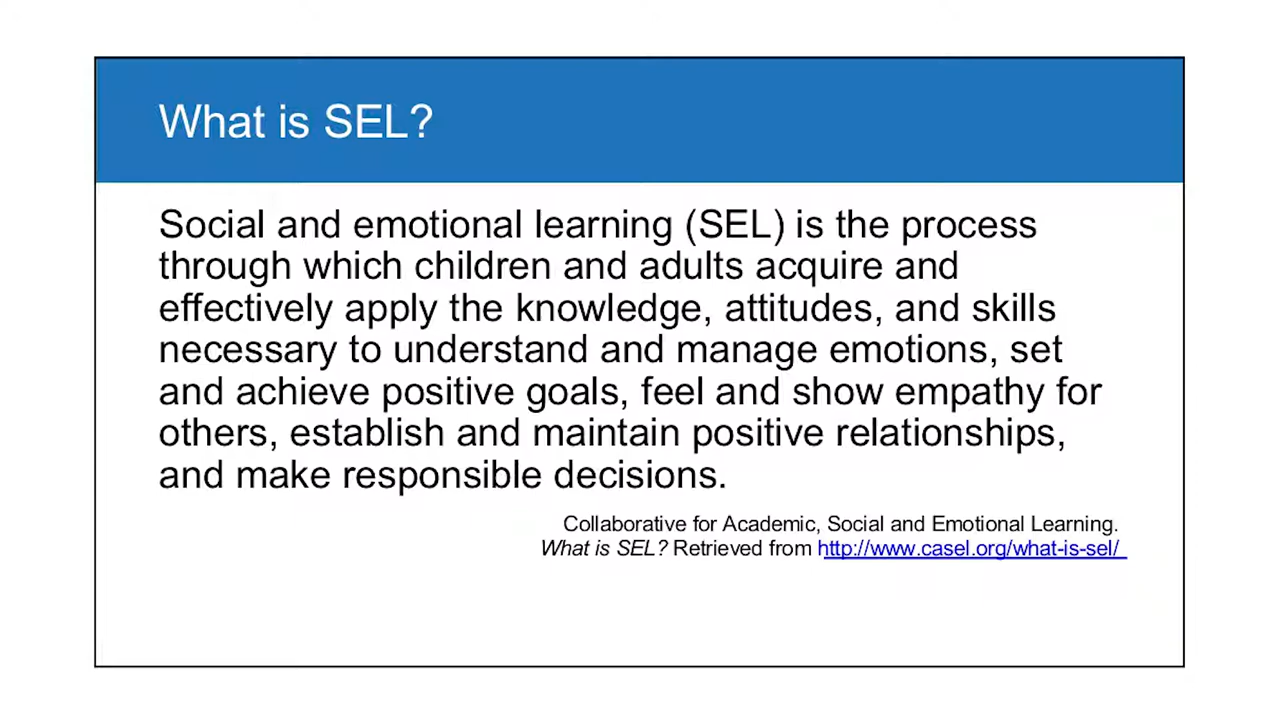 What is SEL?
Social and emotional learning (SEL) is the process
through which children and adults acquire and
effectively apply the knowledge, attitudes, and skills
necessary to understand and manage emotions, set
and achieve positive goals, feel and show empathy for
others, establish and maintain positive relationships,
and make responsible decisions.
Collaborative for Academic, Social and Emotional Learning.
What is SEL? Retrieved from http://www.casel.org/what-is-sel/